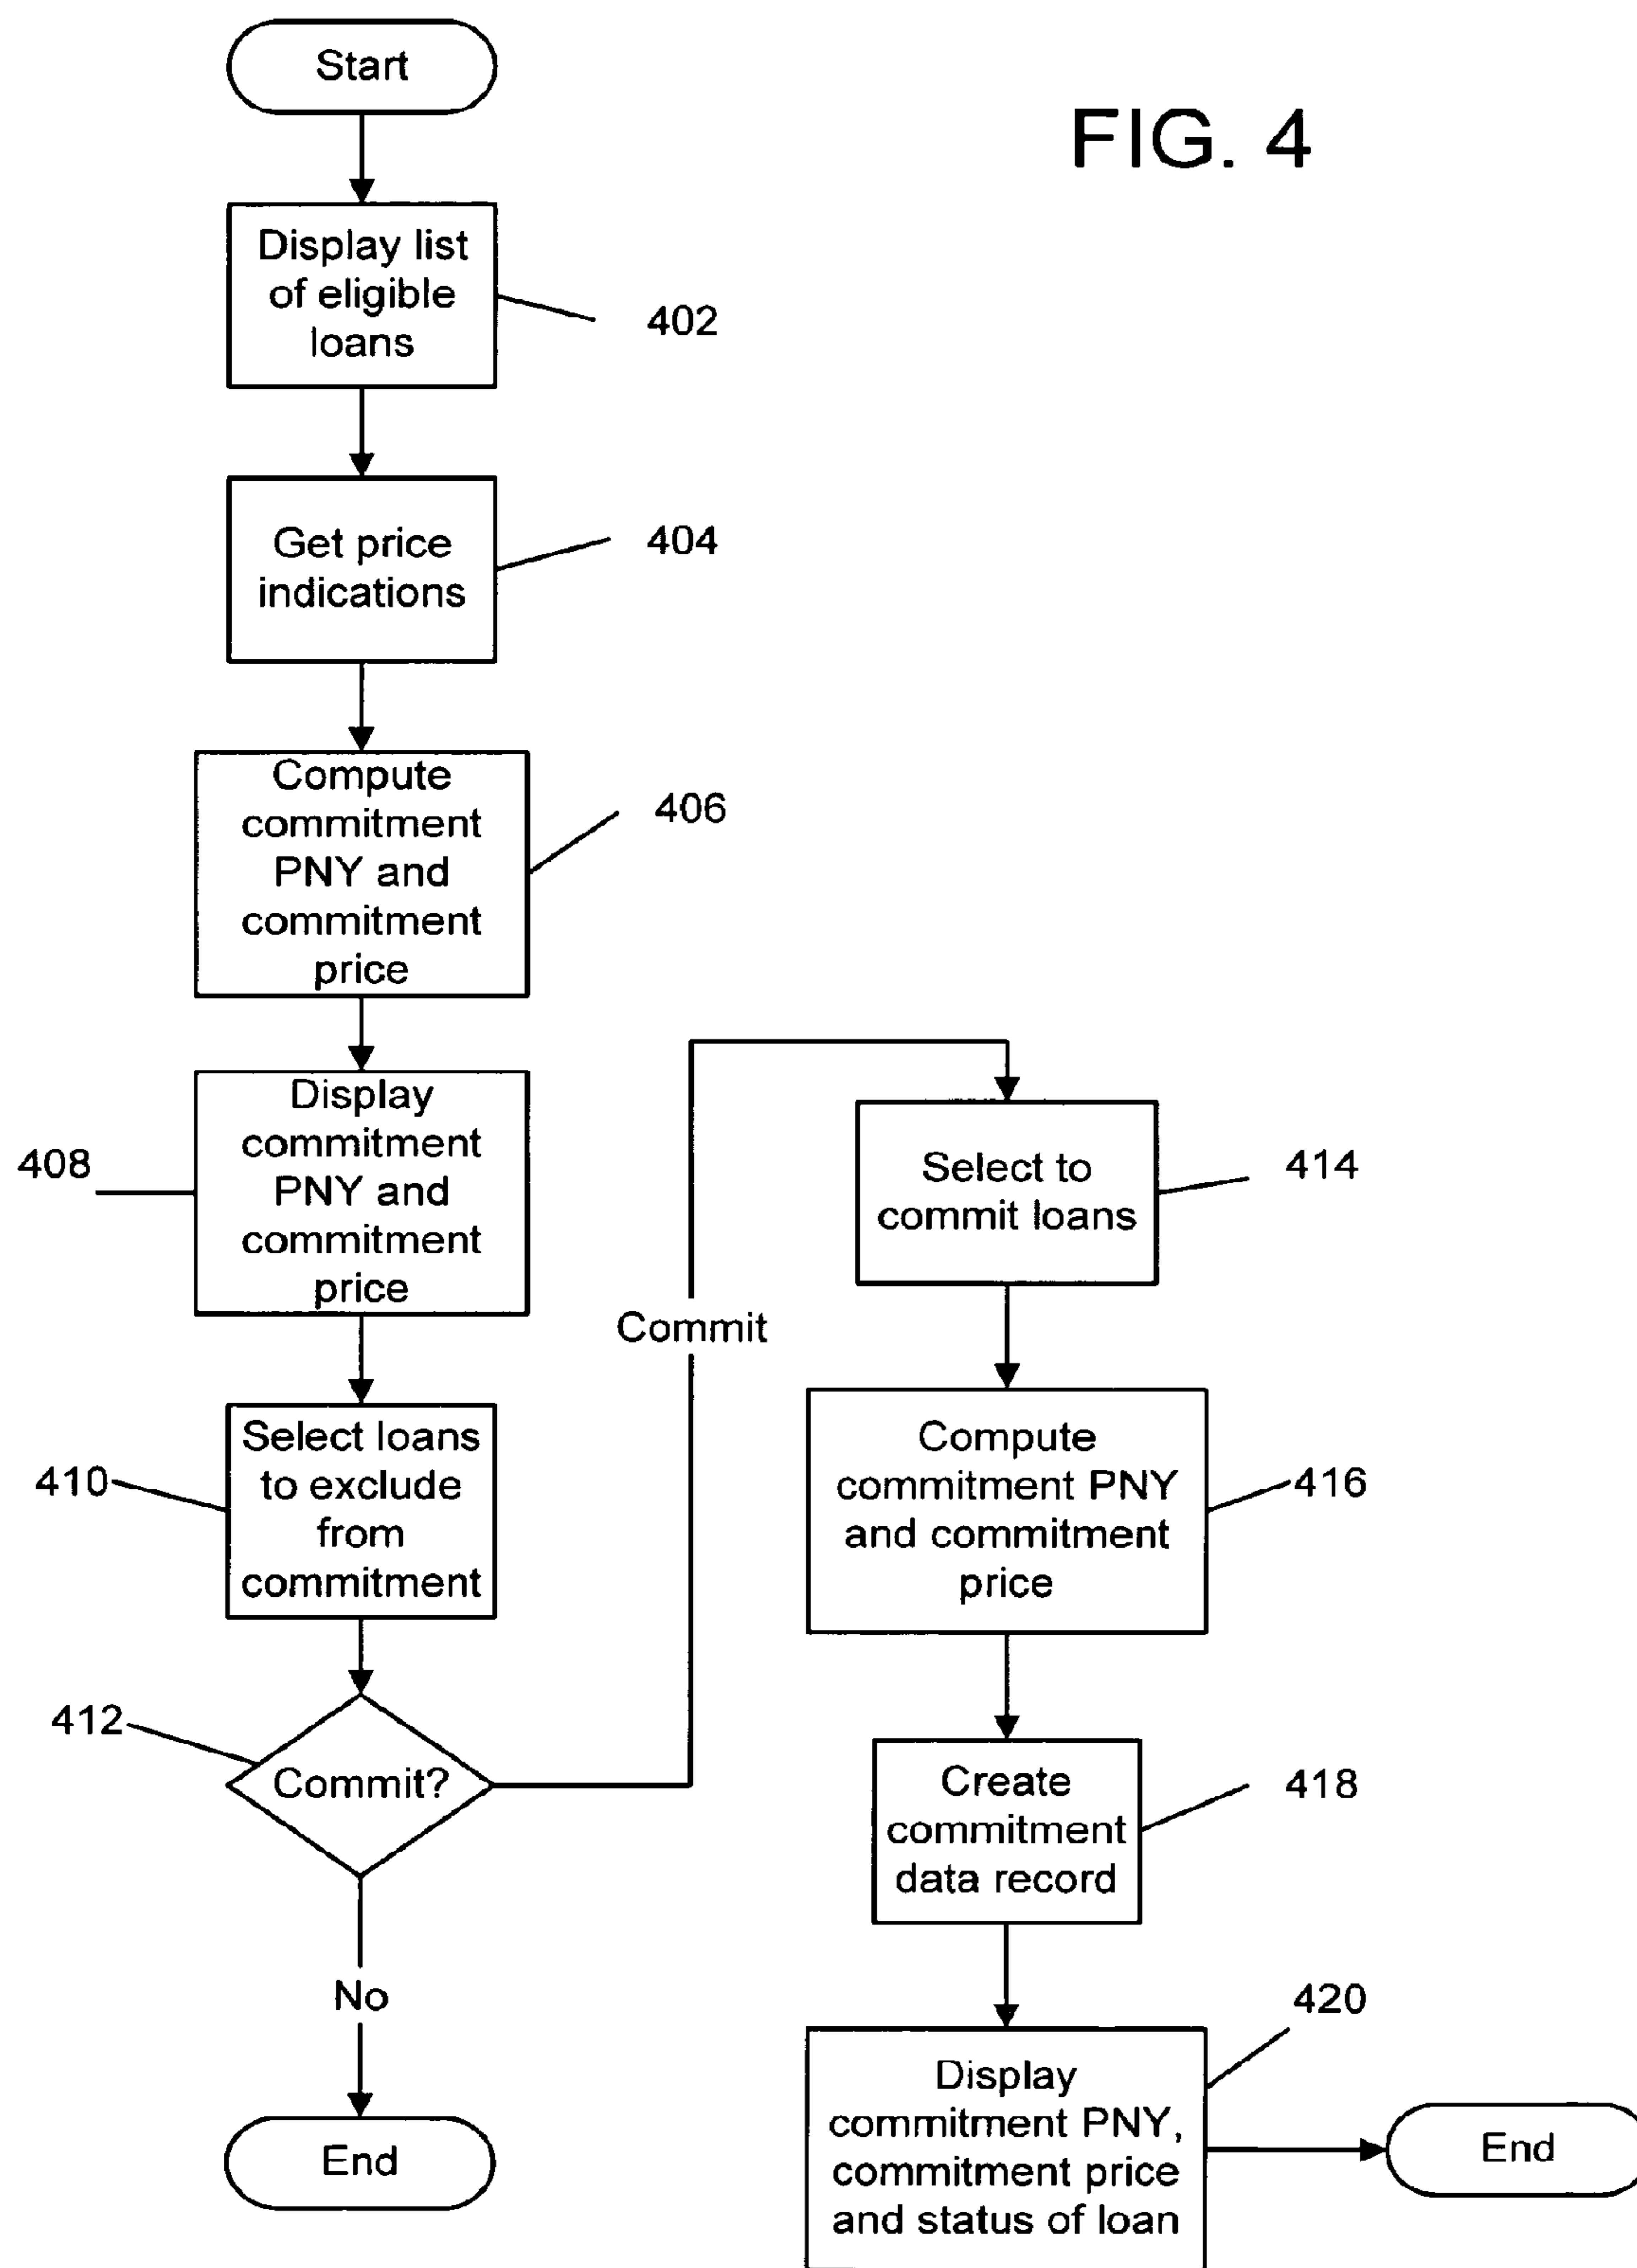 Start
FIG. 4
Display list
of eligible
loans
402
Get price
indications
404
Compute
commitment
PNY and
commitment
price
406
Display
commitment
PNY and
commitment
price
408
Select loans
to exclude
from
commitment
410
Commit?
412
No
End
Commit
Select to
commit loans
414
Compute
commitment PNY
and commitment
price
416
Create
commitment
data record
418
Display
commitment PNY,
commitment price
and status of loan
420
End